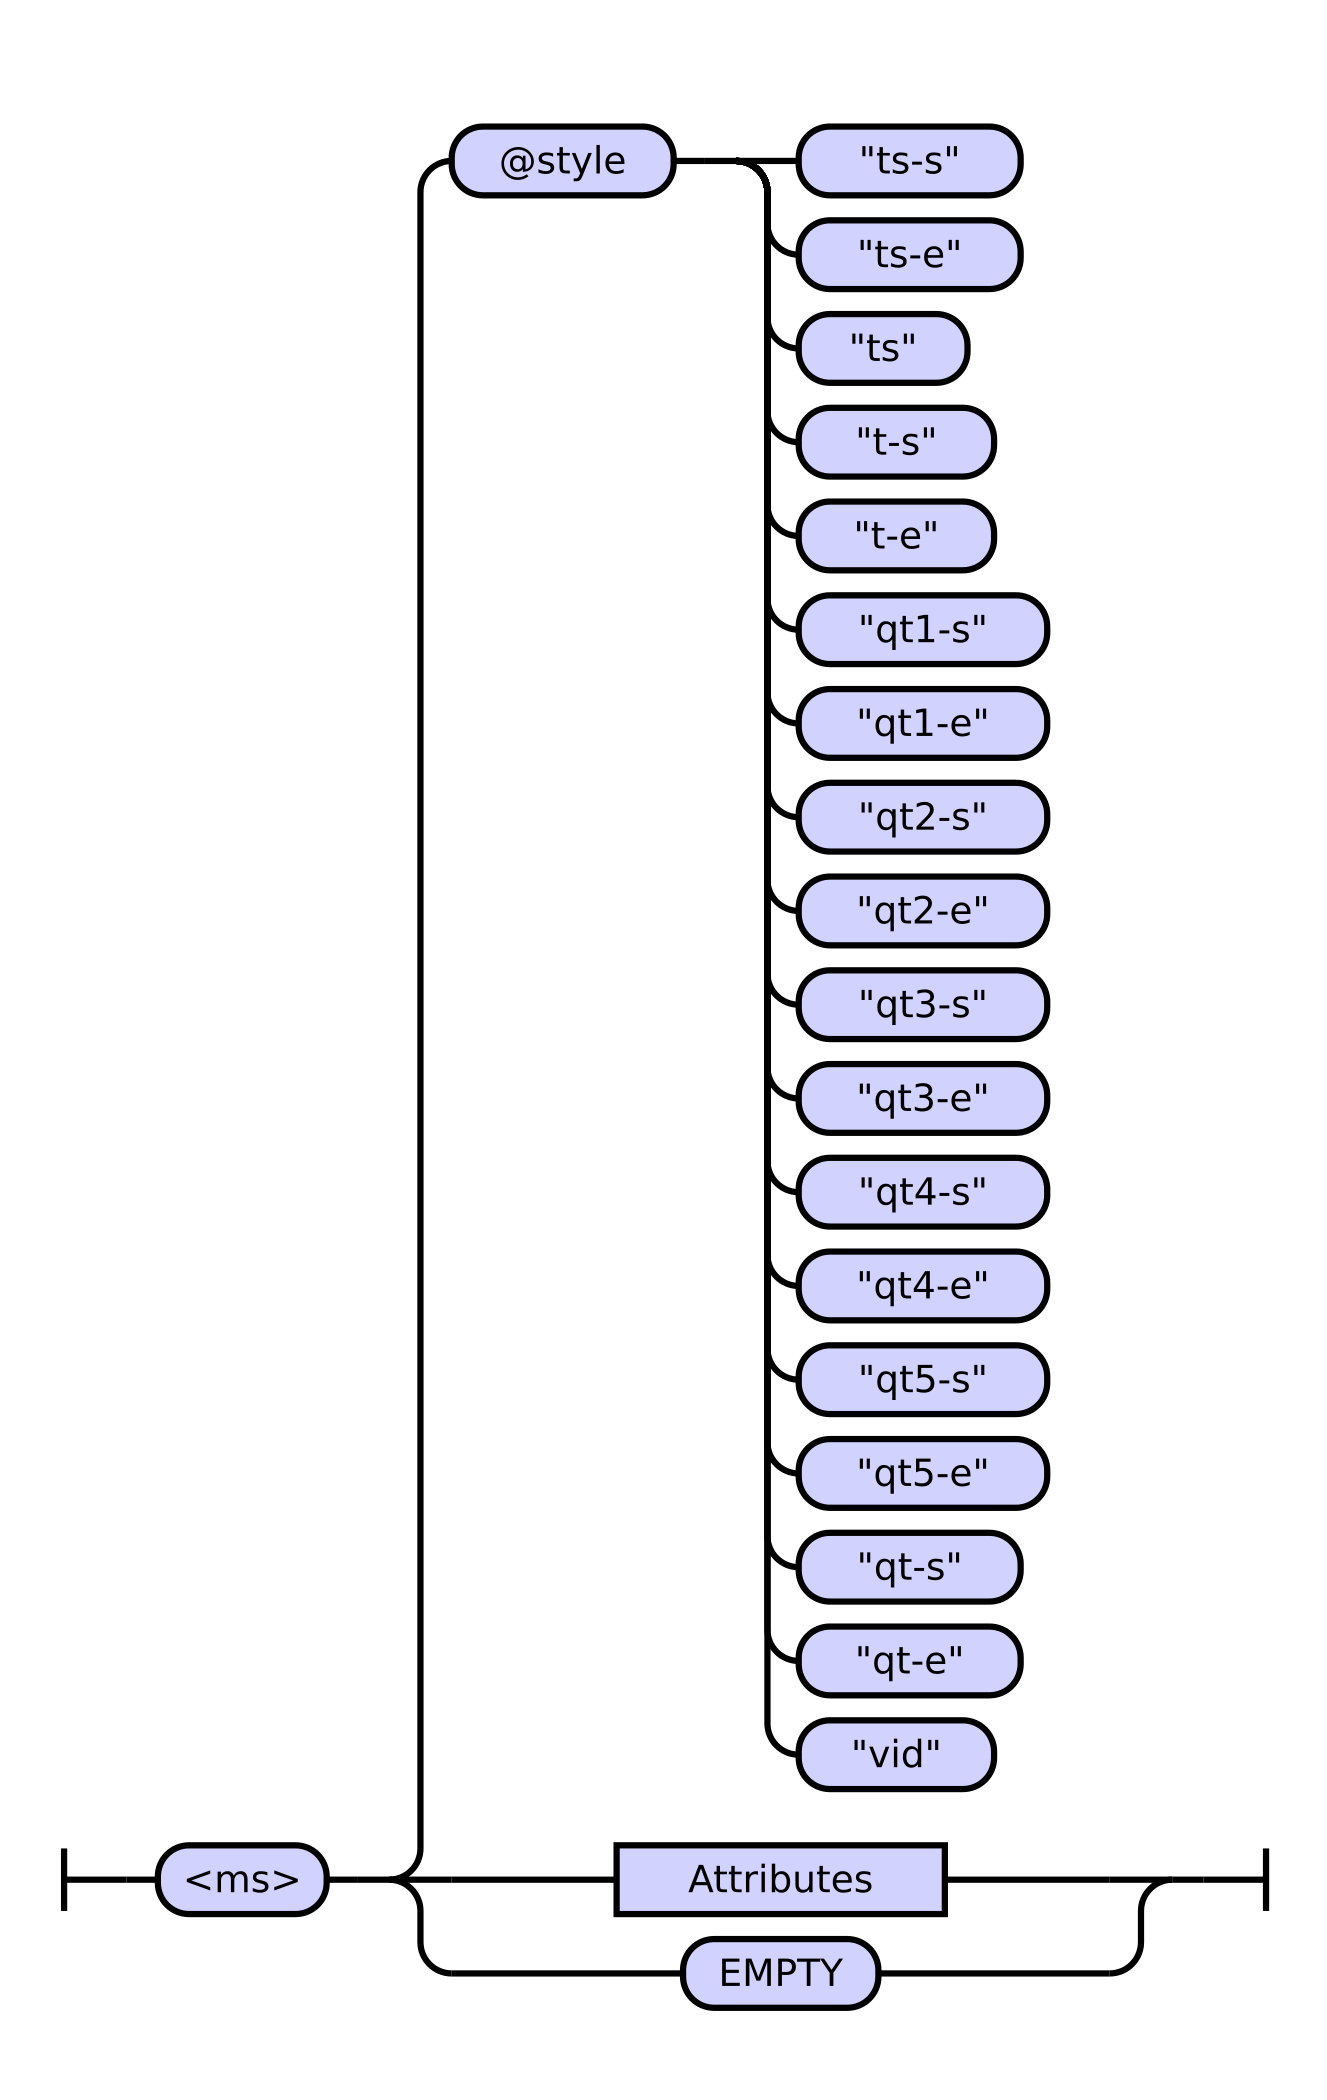 @style
"ts-s"
"ts-e"
"ts"
"t-s"
"t-e"
"qt1-s"
"qt1-e"
"qt2-s"
"qt2-e"
"qt3-s"
"qt3-e"
"qt4-s"
"qt4-e"
"qt5-s"
"qt5-e"
"qt-s"
"qt-e"
"vid"
<ms>
Attributes
EMPTY